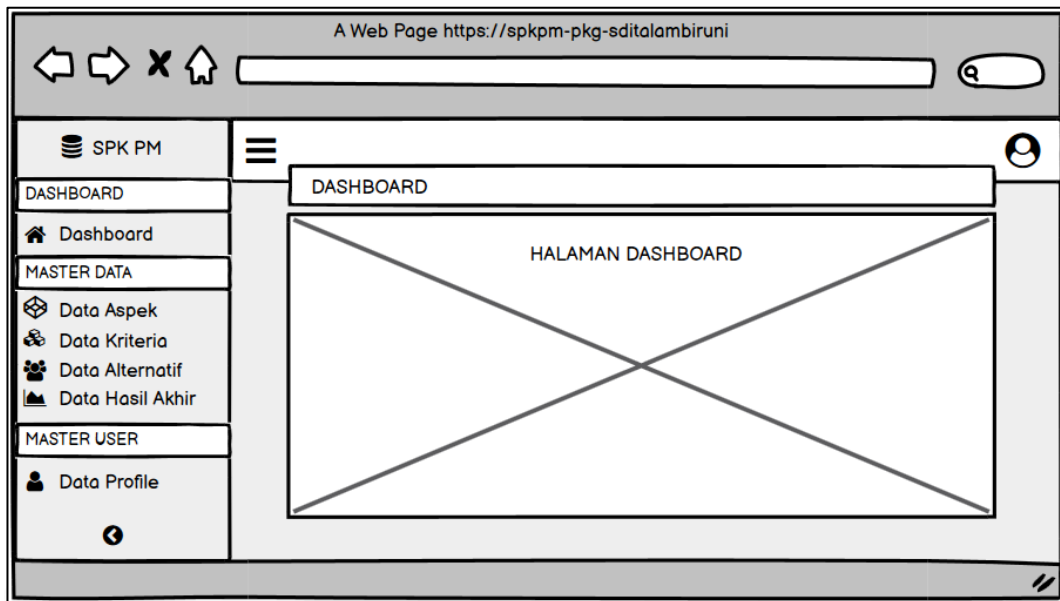 A Web Page https://spkpm-pkg-sditalambiruni
SPK PM
DASHBOARD
Dashboard
MASTER DATA
Data Aspek
Data Kriteria
Data Alternatif
Data Hasil Akhir
MASTER USER
Data Profile
DASHBOARD
HALAMAN DASHBOARD